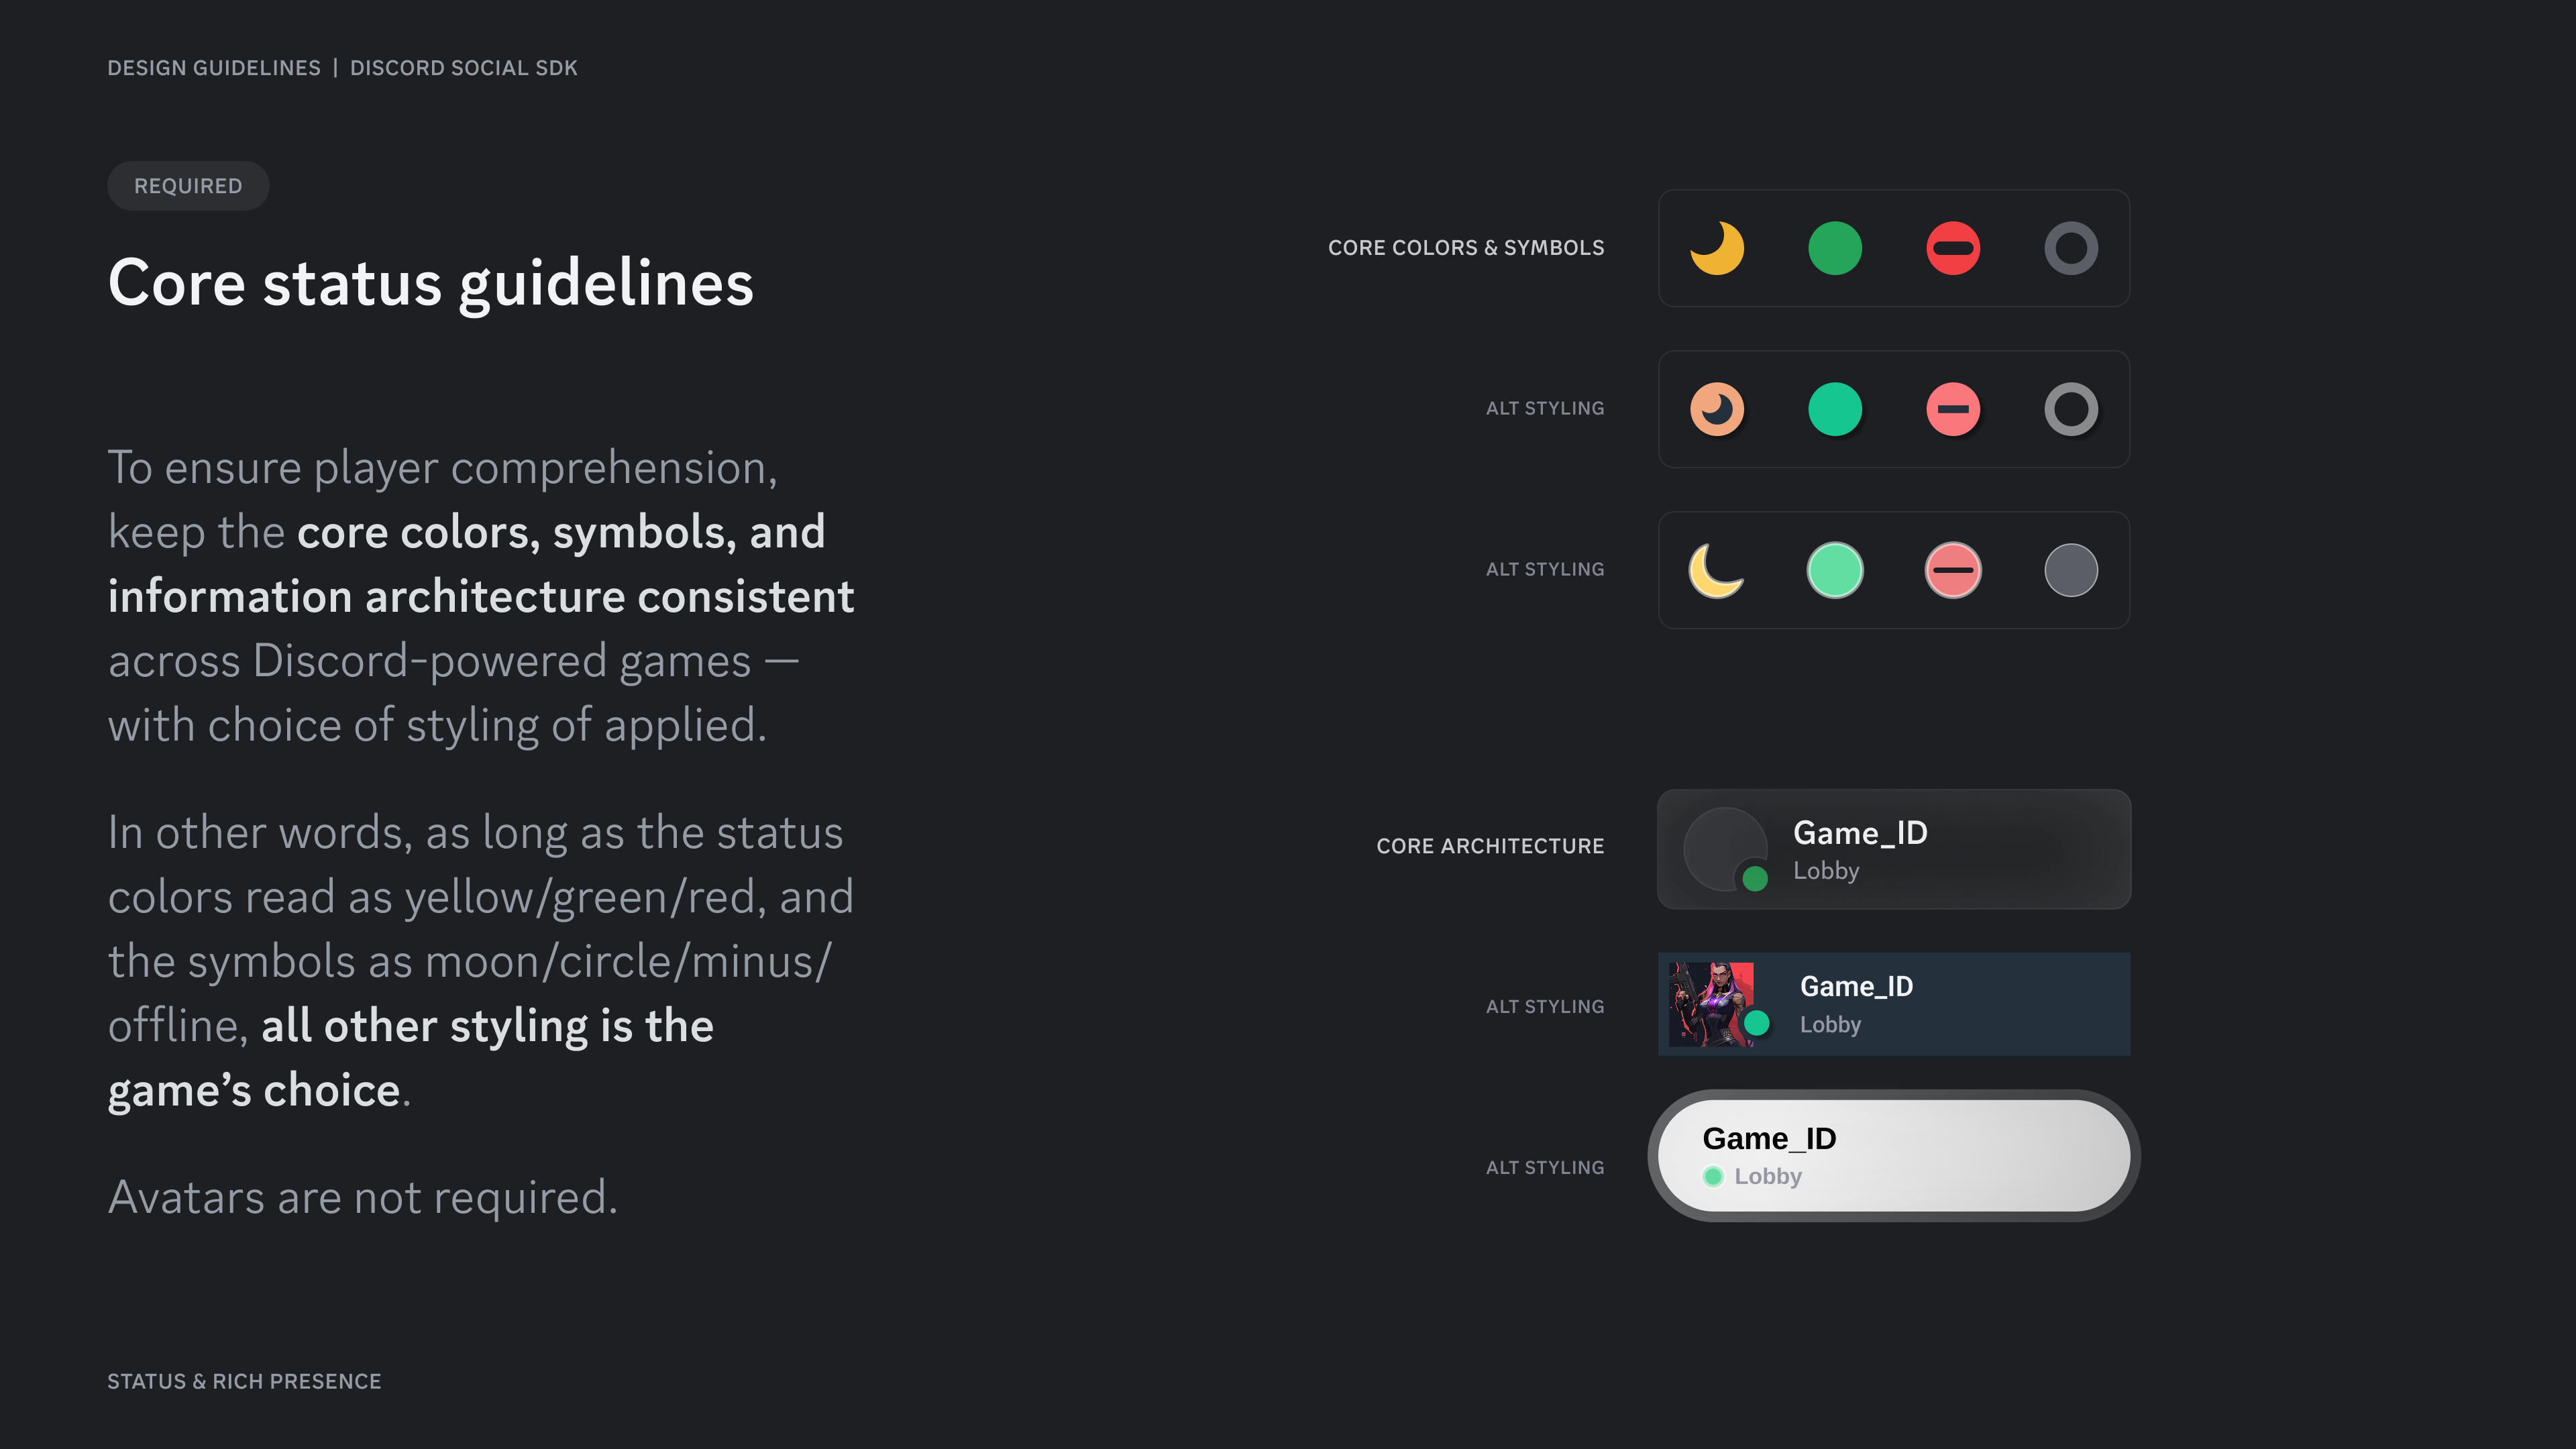 DESIGN GUIDELINES | DISCORD SOCIAL SDK
REQUIRED
Core status guidelines
To ensure player comprehension,
keep the core colors, symbols, and
information architecture consistent
across Discord-powered games —
with choice of styling of applied.
In other words, as long as the status
colors read as yellow/green/red, and
the symbols as moon/circle/minus/
offline, all other styling is the
game’s choice.
Avatars are not required.
STATUS & RICH PRESENCE
CORE COLORS & SYMBOLS
ALT STYLING
ALT STYLING
CORE ARCHITECTURE
Game_ID
Lobby
ALT STYLING
Game_ID
Lobby
ALT STYLING
Game_ID
Lobby